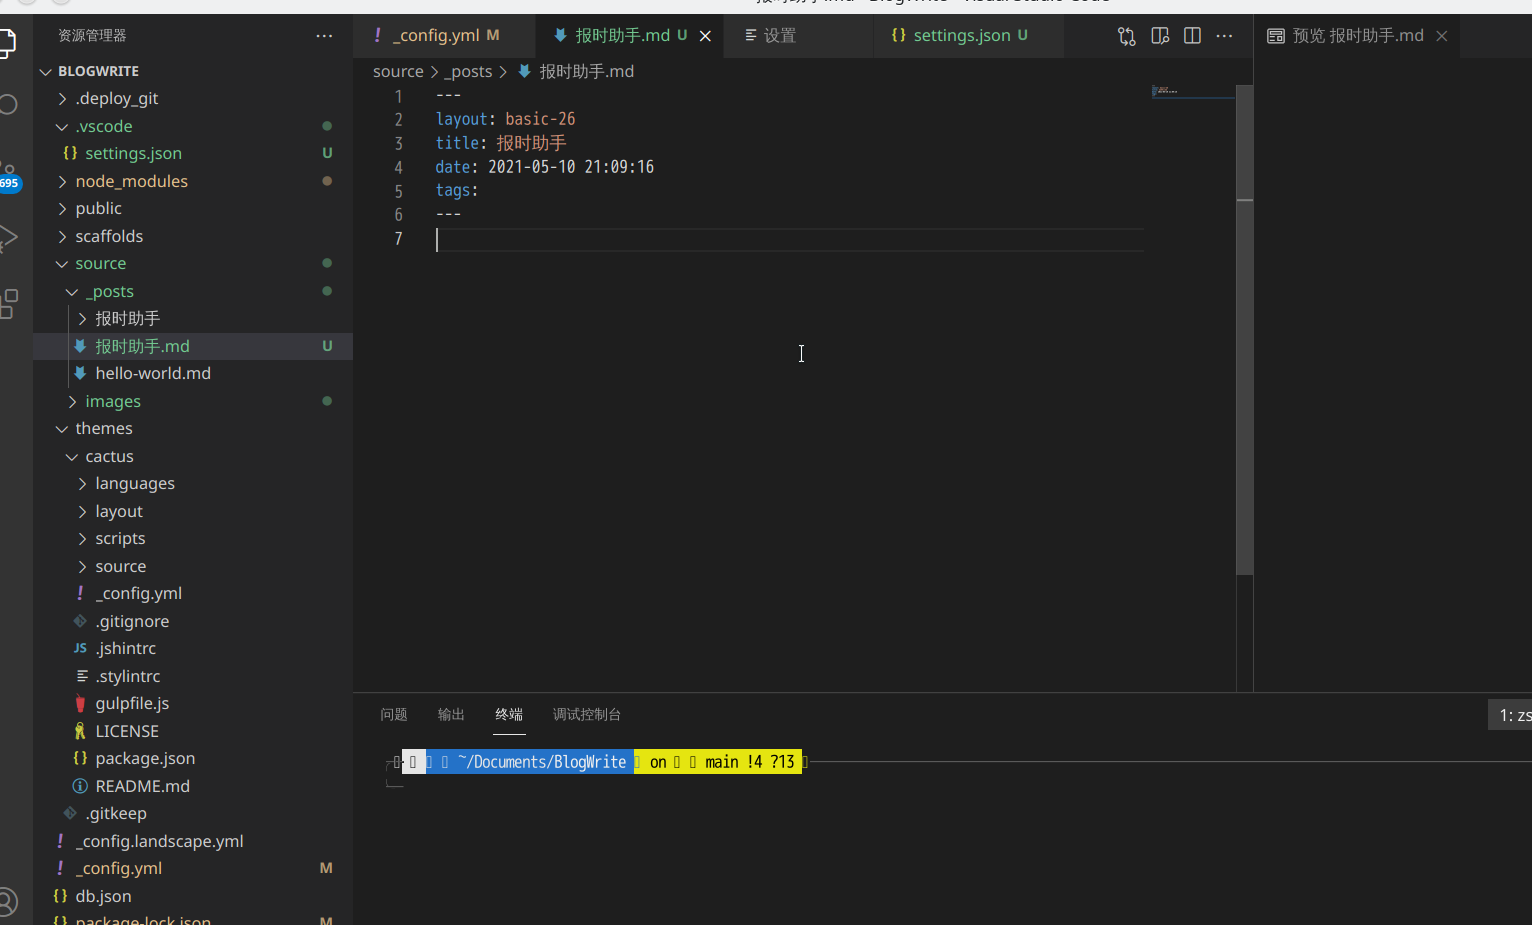 资源管理器
BLOGWRITE
.deploy_git
.vscode
settings.json U
node_modules
public
scaffolds
source
_posts
报时助手
报时助手.md U
hello-world.md
images
themes
cactus
languages
layout
scripts
source
_config.yml
.gitignore
JS .jshintrc
.stylintrc
gulpfile.js
LICENSE
package.json
README.md
.gitkeep
_config.landscape.yml
_config.yml M
db.json
package-lock.json M
695
_config.yml M
报时助手.md U
设置
settings.json U
预览 报时助手.md
source > _posts > 报时助手.md
1 ---
2 layout: basic-26
3 title: 报时助手
4 date: 2021-05-10 21:09:16
5 tags:
6 ---
7
问题 输出 终端 调试控制台
1: zs
~/Documents/BlogWrite on main !4 ?13